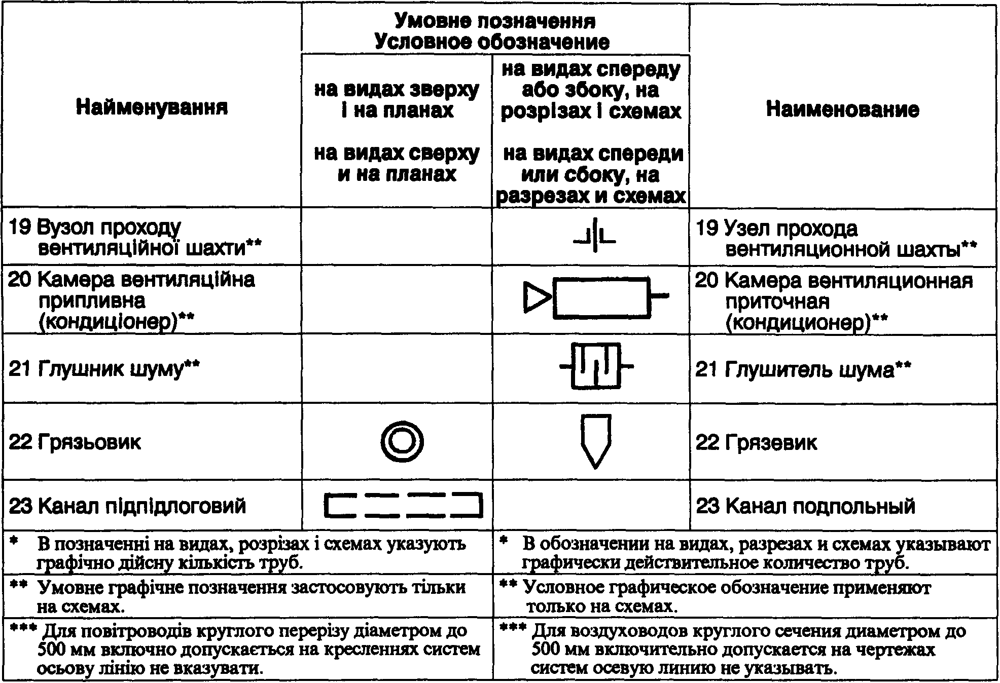 Умовне позначення
Условное обозначение
Найменування
на видах зверху
і на планах
на видах сверху
и на планах
на видах спереду
або збоку, на
розрізах і схемах
на видах спереди
или сбоку, на
разрезах и схемах
Наименование
19 Вузол проходу
вентиляційної шахти**
19 Узел прохода
вентиляционной шахты**
20 Камера вентиляційна
припливна
(кондиціонер)**
20 Камера вентиляционная
приточная
(кондиционер)**
21 Глушник шуму**
21 Глушитель шума**
22 Грязьовик
22 Грязевик
23 Канал підпідлоговий
23 Канал подпольный
* В позначенні на видах, розрізах і схемах указують
графічно дійсну кількість труб.
* В обозначении на видах, разрезах и схемах указывают
графически действительное количество труб.
** Умовне графічне позначення застосовують тільки
на схемах.
** Условное графическое обозначение применяют
только на схемах.
*** Для повітроводів круглого перерізу діаметром до
500 мм включно допускається на кресленнях систем
осьову лінію не вказувати.
*** Для воздуховодов круглого сечения диаметром до
500 мм включительно допускается на чертежах
систем осевую линию не указывать.